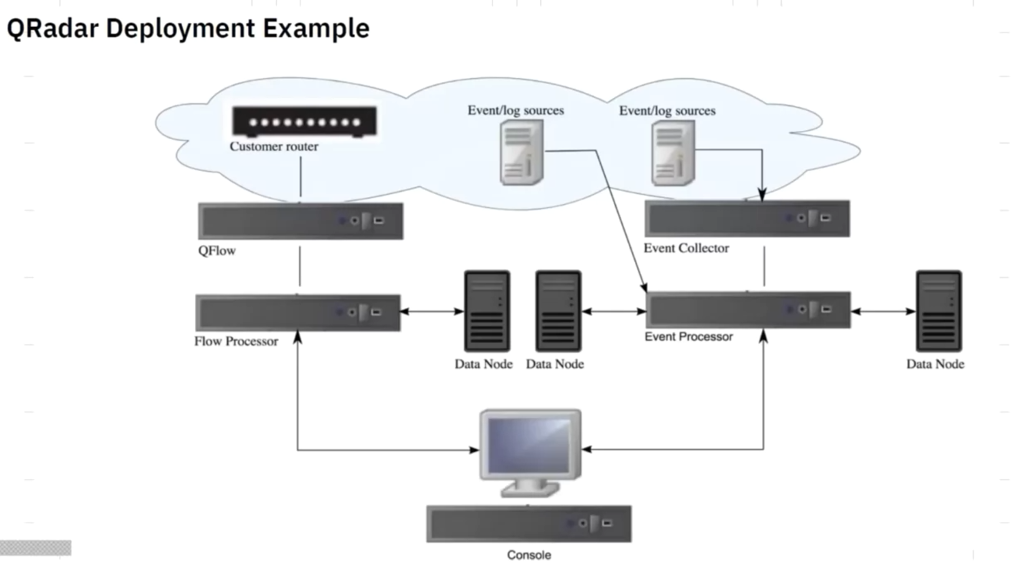 QRadar Deployment Example
Event/log sources
Event/log sources
Customer router
QFlow
Event Collector
Flow Processor
Event Processor
Data Node
Data Node
Data Node
Console